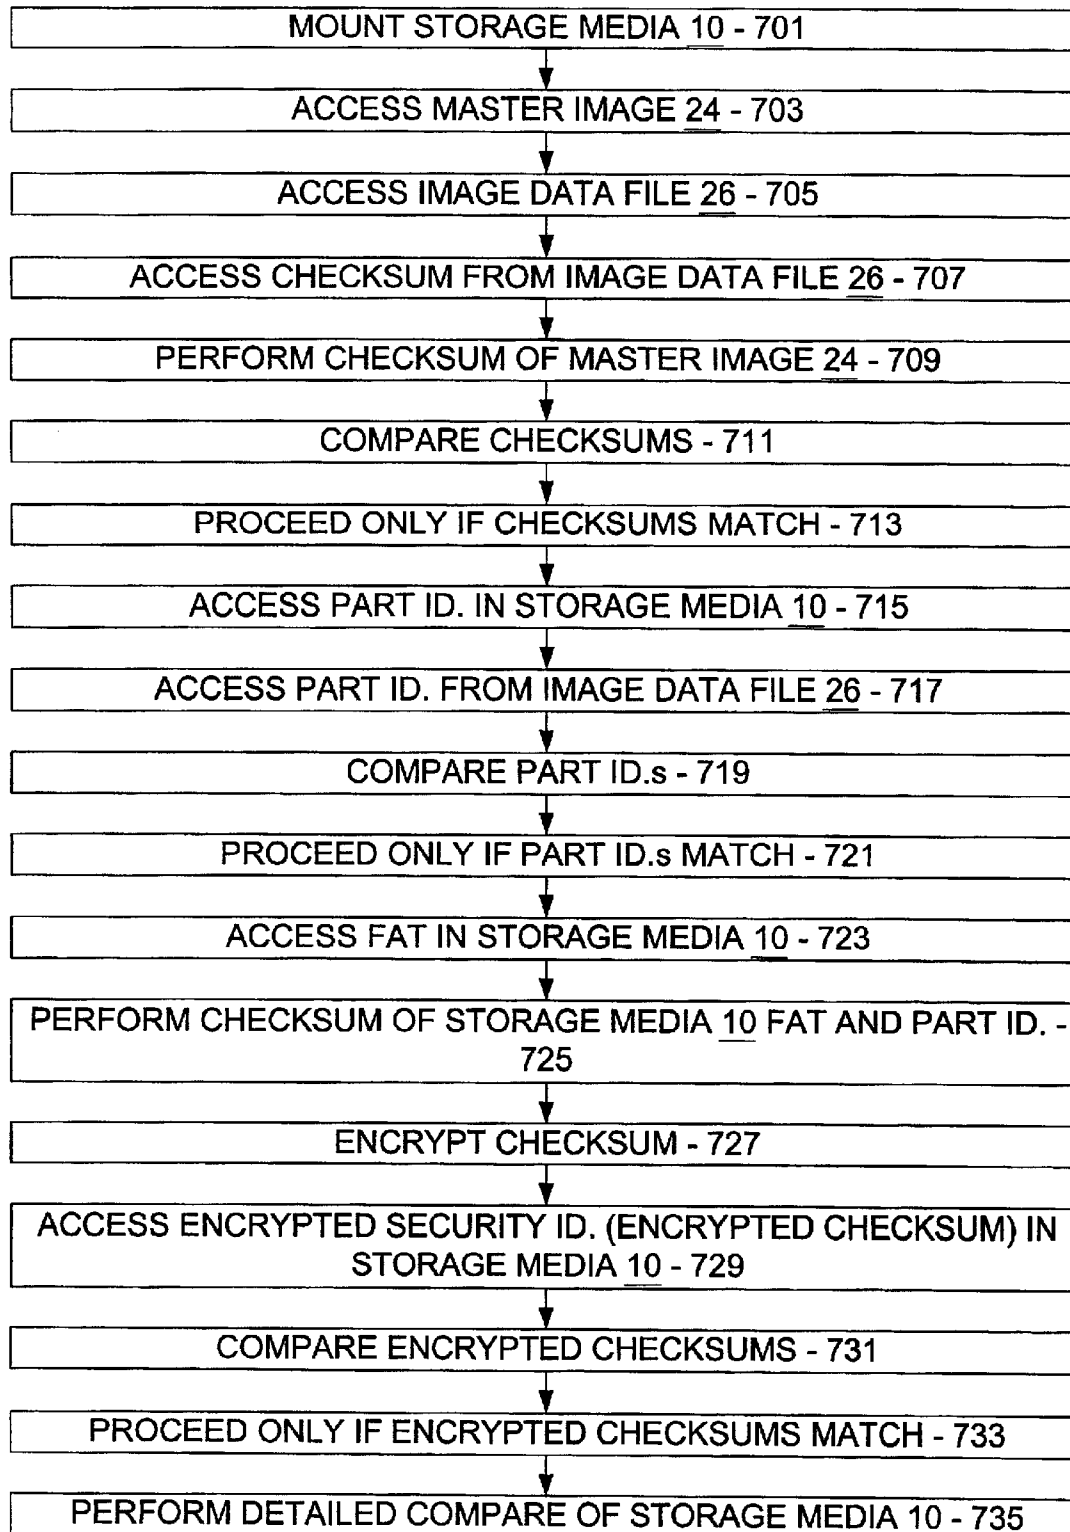 MOUNT STORAGE MEDIA 10 - 701
ACCESS MASTER IMAGE 24 - 703
ACCESS IMAGE DATA FILE 26 - 705
ACCESS CHECKSUM FROM IMAGE DATA FILE 26 - 707
PERFORM CHECKSUM OF MASTER IMAGE 24 - 709
COMPARE CHECKSUMS - 711
PROCEED ONLY IF CHECKSUMS MATCH - 713
ACCESS PART ID. IN STORAGE MEDIA 10 - 715
ACCESS PART ID. FROM IMAGE DATA FILE 26 - 717
COMPARE PART ID.s - 719
PROCEED ONLY IF PART ID.s MATCH - 721
ACCESS FAT IN STORAGE MEDIA 10 - 723
PERFORM CHECKSUM OF STORAGE MEDIA 10 FAT AND PART ID. -
725
ENCRYPT CHECKSUM - 727
ACCESS ENCRYPTED SECURITY ID. (ENCRYPTED CHECKSUM) IN
STORAGE MEDIA 10 - 729
COMPARE ENCRYPTED CHECKSUMS - 731
PROCEED ONLY IF ENCRYPTED CHECKSUMS MATCH - 733
PERFORM DETAILED COMPARE OF STORAGE MEDIA 10 - 735